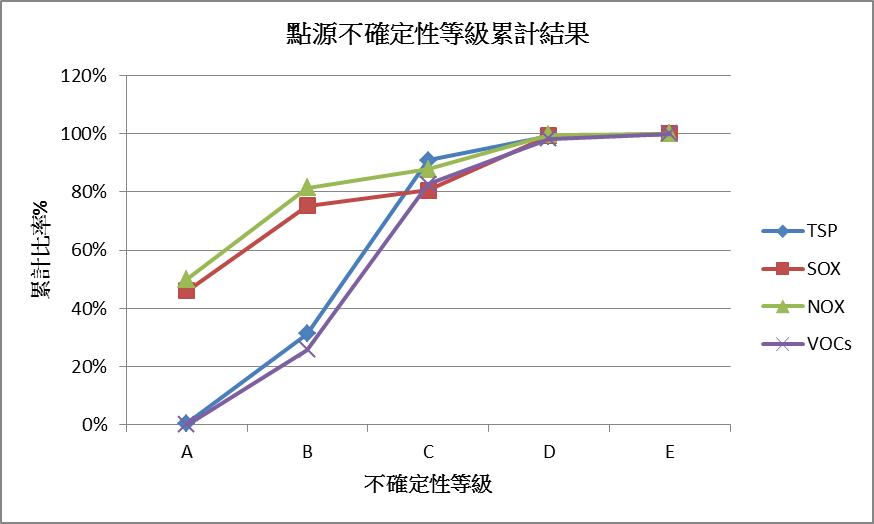 點源不確定性等級累計結果
120%
100%
80%
60%
40%
20%
0%
累計比率%
A B C D E
不確定性等級
TSP
SOX
NOX
VOCs